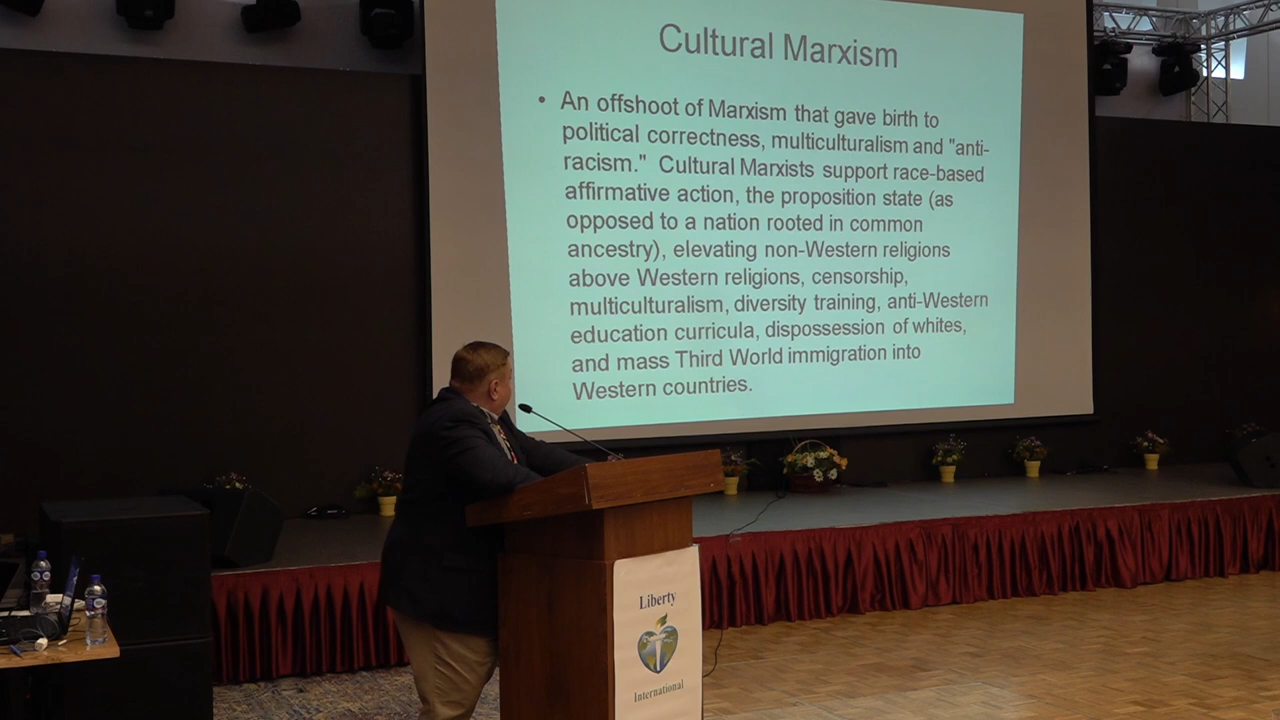 Cultural Marxism
• An offshoot of Marxism that gave birth to
political correctness, multiculturalism and "anti-
racism." Cultural Marxists support race-based
affirmative action, the proposition state (as
opposed to a nation rooted in common
ancestry), elevating non-Western religions
above Western religions, censorship,
multiculturalism, diversity training, anti-Western
education curricula, dispossession of whites,
and mass Third World immigration into
Western countries.
Liberty
International